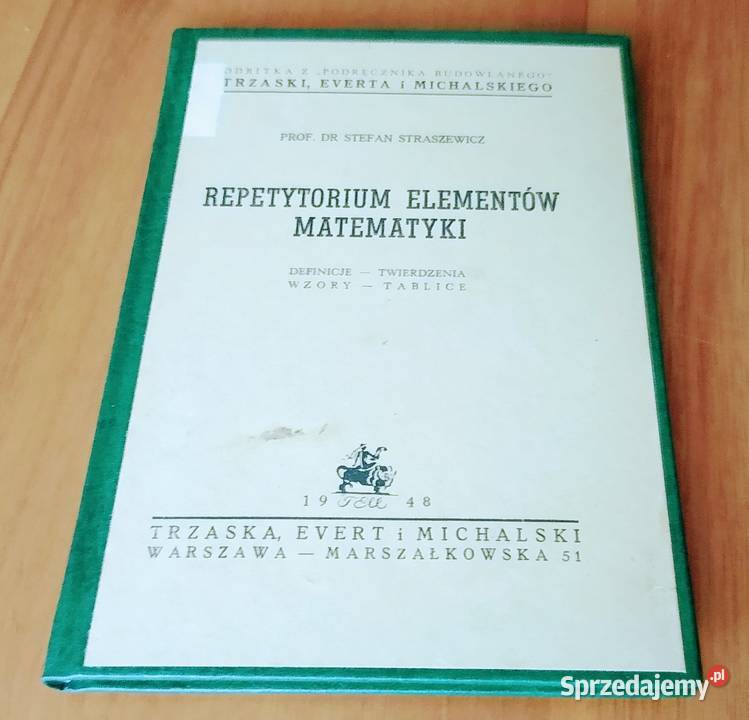 ODBITKA Z „PODRĘCZNIKA BUDOWLANEGO"
TRZASKI, EVERTA i MICHALSKIEGO
PROF. DR STEFAN STRASZEWICZ
REPETYTORIUM ELEMENTÓW
MATEMATYKI
DEFINICJE — TWIERDZENIA
WZORY — TABLICE
19 TEM 48
TRZASKA, EVERT i MICHALSKI
WARSZAWA — MARSZAŁKOWSKA 51
Sprzedajemy.pl